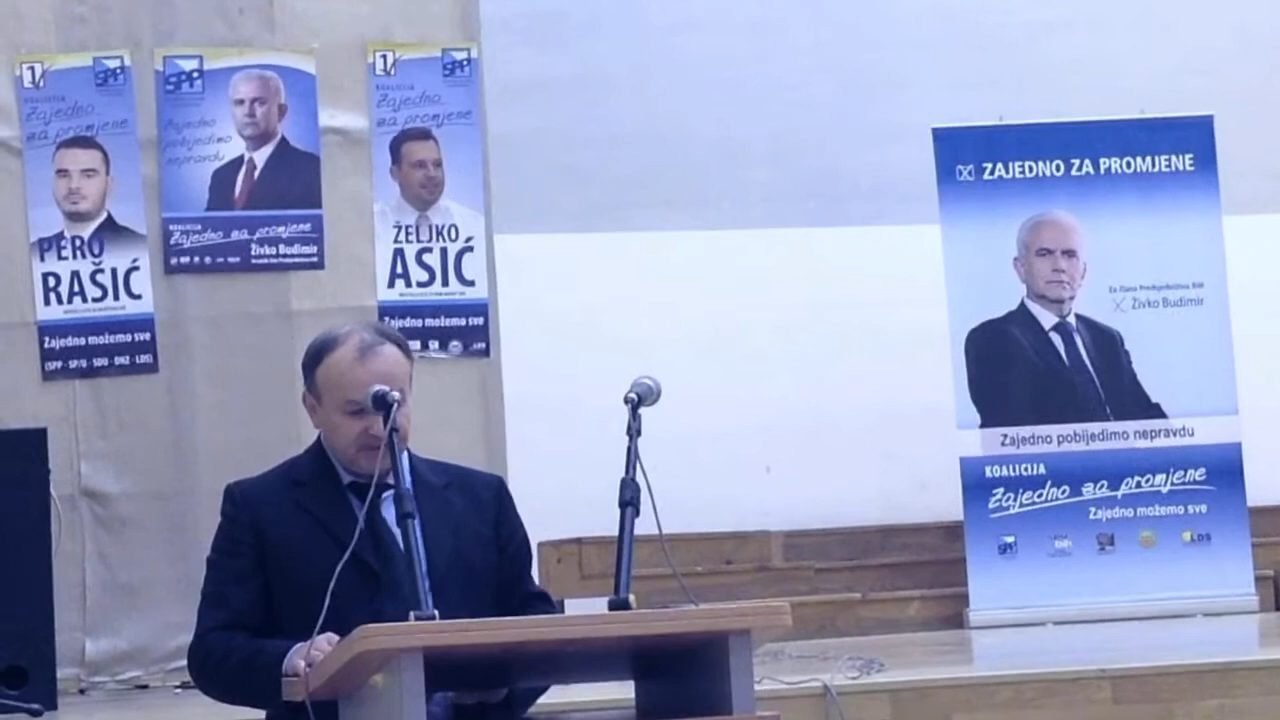 1
SPP
KOALICIJA
Zajedno
za promjene
PERO
RAŠIĆ
Zajedno možemo sve
(SPP - SP/U - SDU - DNZ - LDS)
SPP
Zajedno
pobijedimo
nepravdu
KOALICIJA
Zajedno za promjene
Živko Budimir
1
SPP
KOALICIJA
Zajedno
za promjene
ŽELJKO
ASIĆ
Zajedno možemo sve
LDS
ZAJEDNO ZA PROMJENE
Za člana Predsjedništva BiH
Živko Budimir
Zajedno pobijedimo nepravdu
KOALICIJA
Zajedno za promjene
Zajedno možemo sve
SPP
LDS